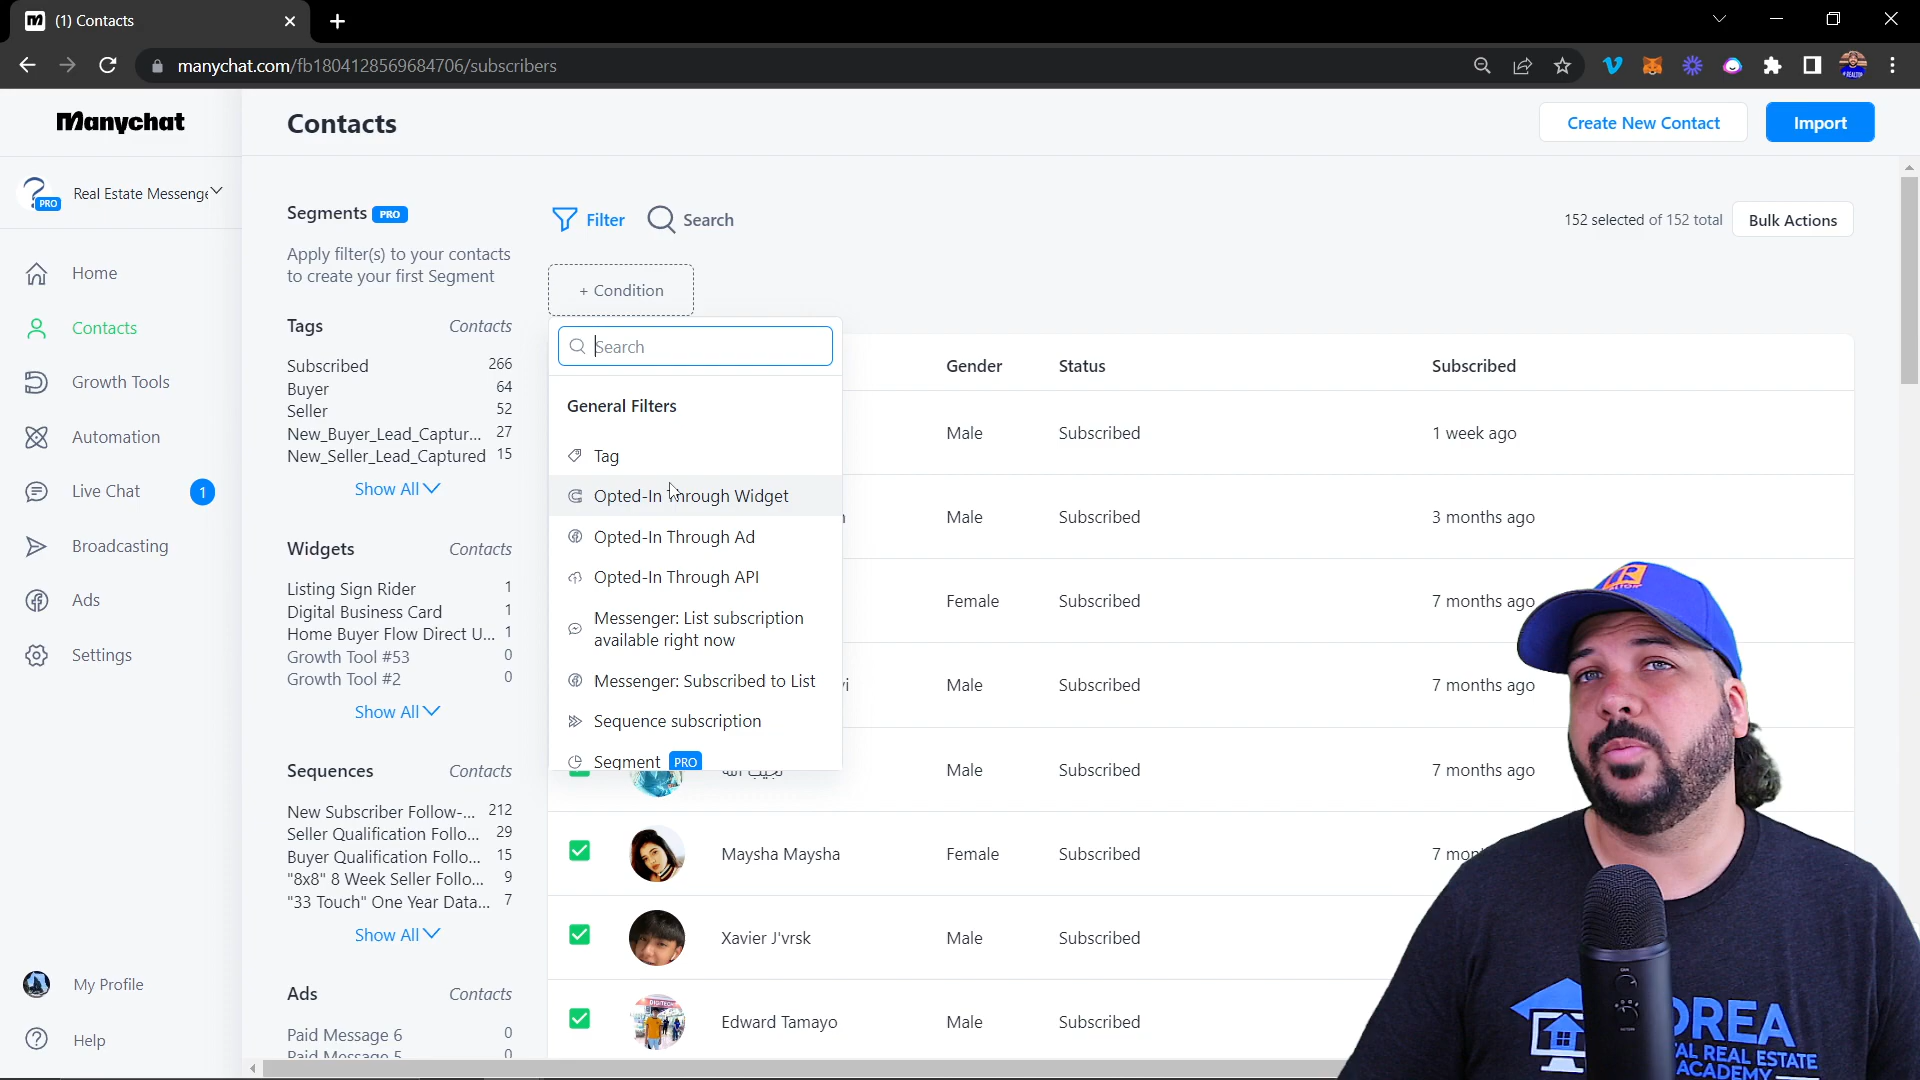 (1) Contacts
manychat.com/fb1804128569684706/subscribers
Manychat
Contacts
Create New Contact
Import
PRO
Real Estate Messenge
Home
Contacts
Growth Tools
Automation
Live Chat
1
Broadcasting
Ads
Settings
My Profile
Help
Segments PRO
Apply filter(s) to your contacts
to create your first Segment
Tags Contacts
Subscribed 266
Buyer 64
Seller 52
New_Buyer_Lead_Captur... 27
New_Seller_Lead_Captured 15
Show All
Widgets Contacts
Listing Sign Rider 1
Digital Business Card 1
Home Buyer Flow Direct U... 1
Growth Tool #53 0
Growth Tool #2 0
Show All
Sequences Contacts
New Subscriber Follow-... 212
Seller Qualification Follo... 29
Buyer Qualification Follo... 15
"8x8" 8 Week Seller Follo... 9
"33 Touch" One Year Data... 7
Show All
Ads Contacts
Paid Message 6 0
Paid Message 5 0
Filter
Search
152 selected of 152 total
Bulk Actions
+ Condition
Search
General Filters
Tag
Opted-In Through Widget
Opted-In Through Ad
Opted-In Through API
Messenger: List subscription
available right now
Messenger: Subscribed to List
Sequence subscription
Segment PRO
Gender Status Subscribed
Male Subscribed 1 week ago
Male Subscribed 3 months ago
Female Subscribed 7 months ago
Male Subscribed 7 months ago
Male Subscribed 7 months ago
Maysha Maysha Female Subscribed 7
Xavier J'vrsk Male Subscribed
Edward Tamayo Male Subscribed
DREA
REAL ESTATE
ACADEMY